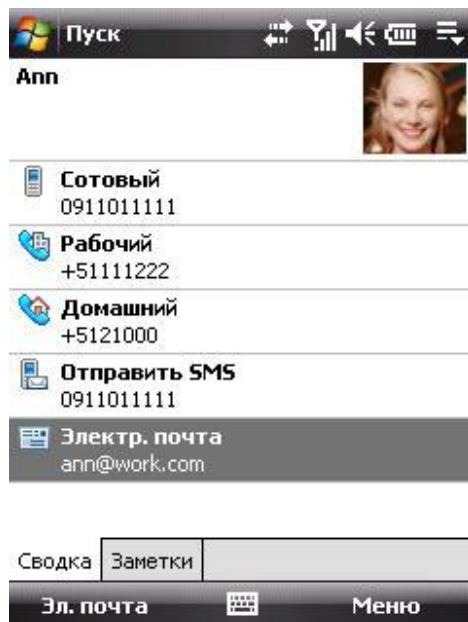 Пуск
Ann
Сотовый
0911011111
Рабочий
+51111222
Домашний
+5121000
Отправить SMS
0911011111
Электр. почта
ann@work.com
Сводка Заметки
Эл. почта Меню